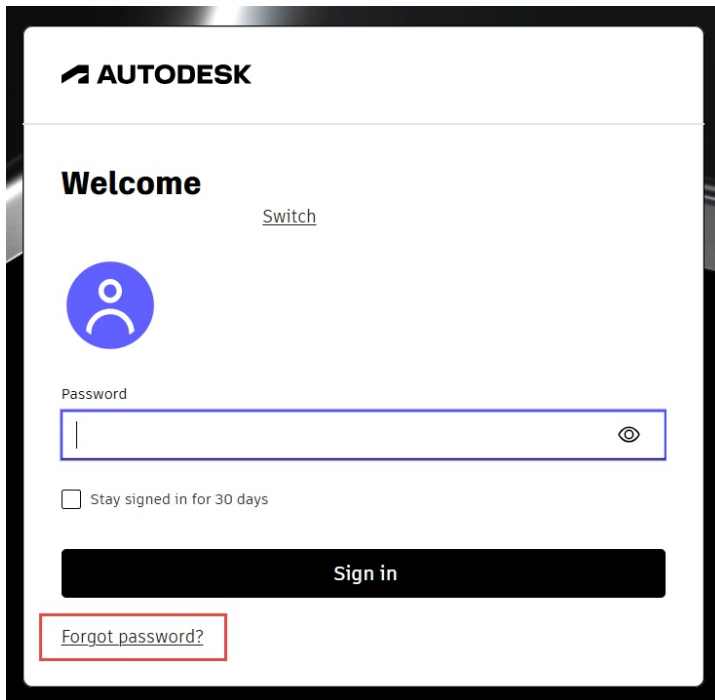 AUTODESK
Welcome
Switch
Password
Stay signed in for 30 days
Sign in
Forgot password?